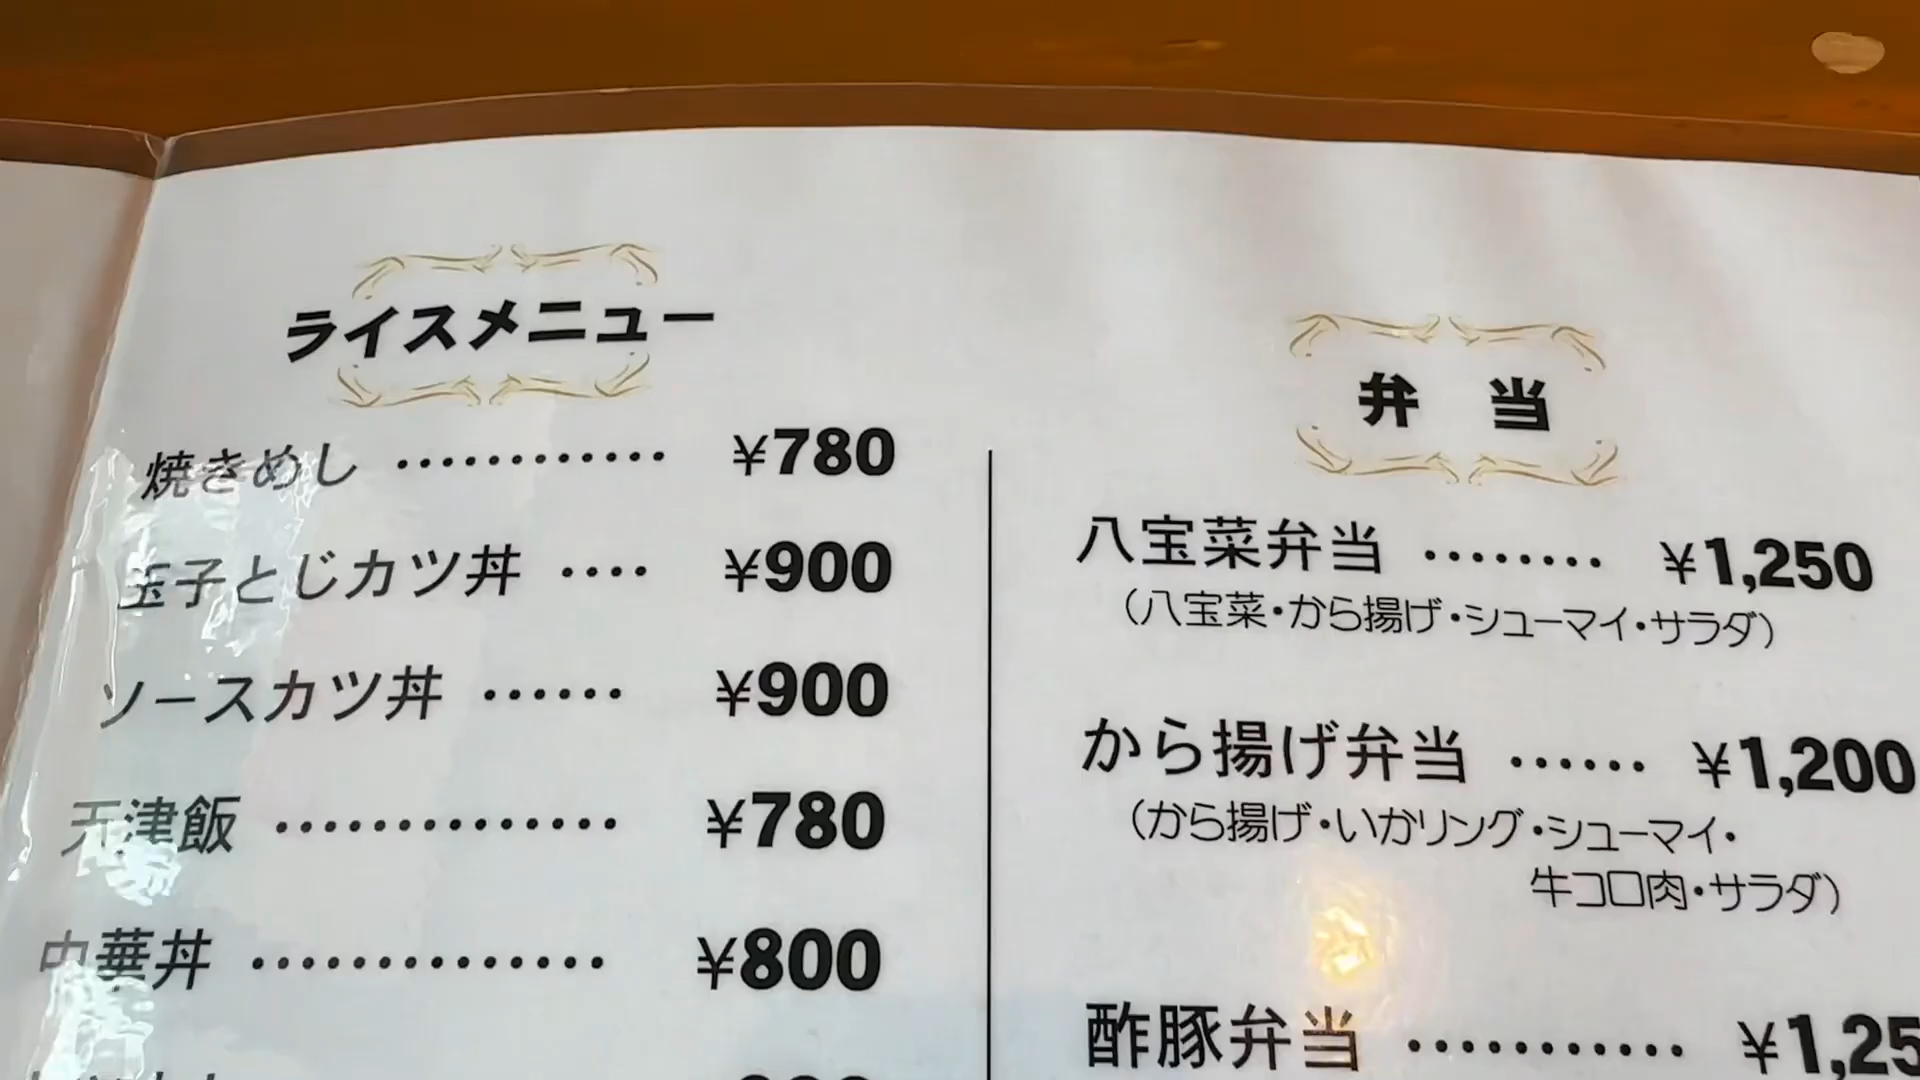 ライスメニュー
焼きめし ············ ¥780
玉子とじカツ丼 ···· ¥900
ソースカツ丼 ······ ¥900
天津飯 ·············· ¥780
中華丼 ·············· ¥800
弁 当
八宝菜弁当 ········ ¥1,250
(八宝菜・から揚げ・シューマイ・サラダ)
から揚げ弁当 ······ ¥1,200
(から揚げ・いかリング・シューマイ・
牛コロ肉・サラダ)
酢豚弁当 ············ ¥1,25